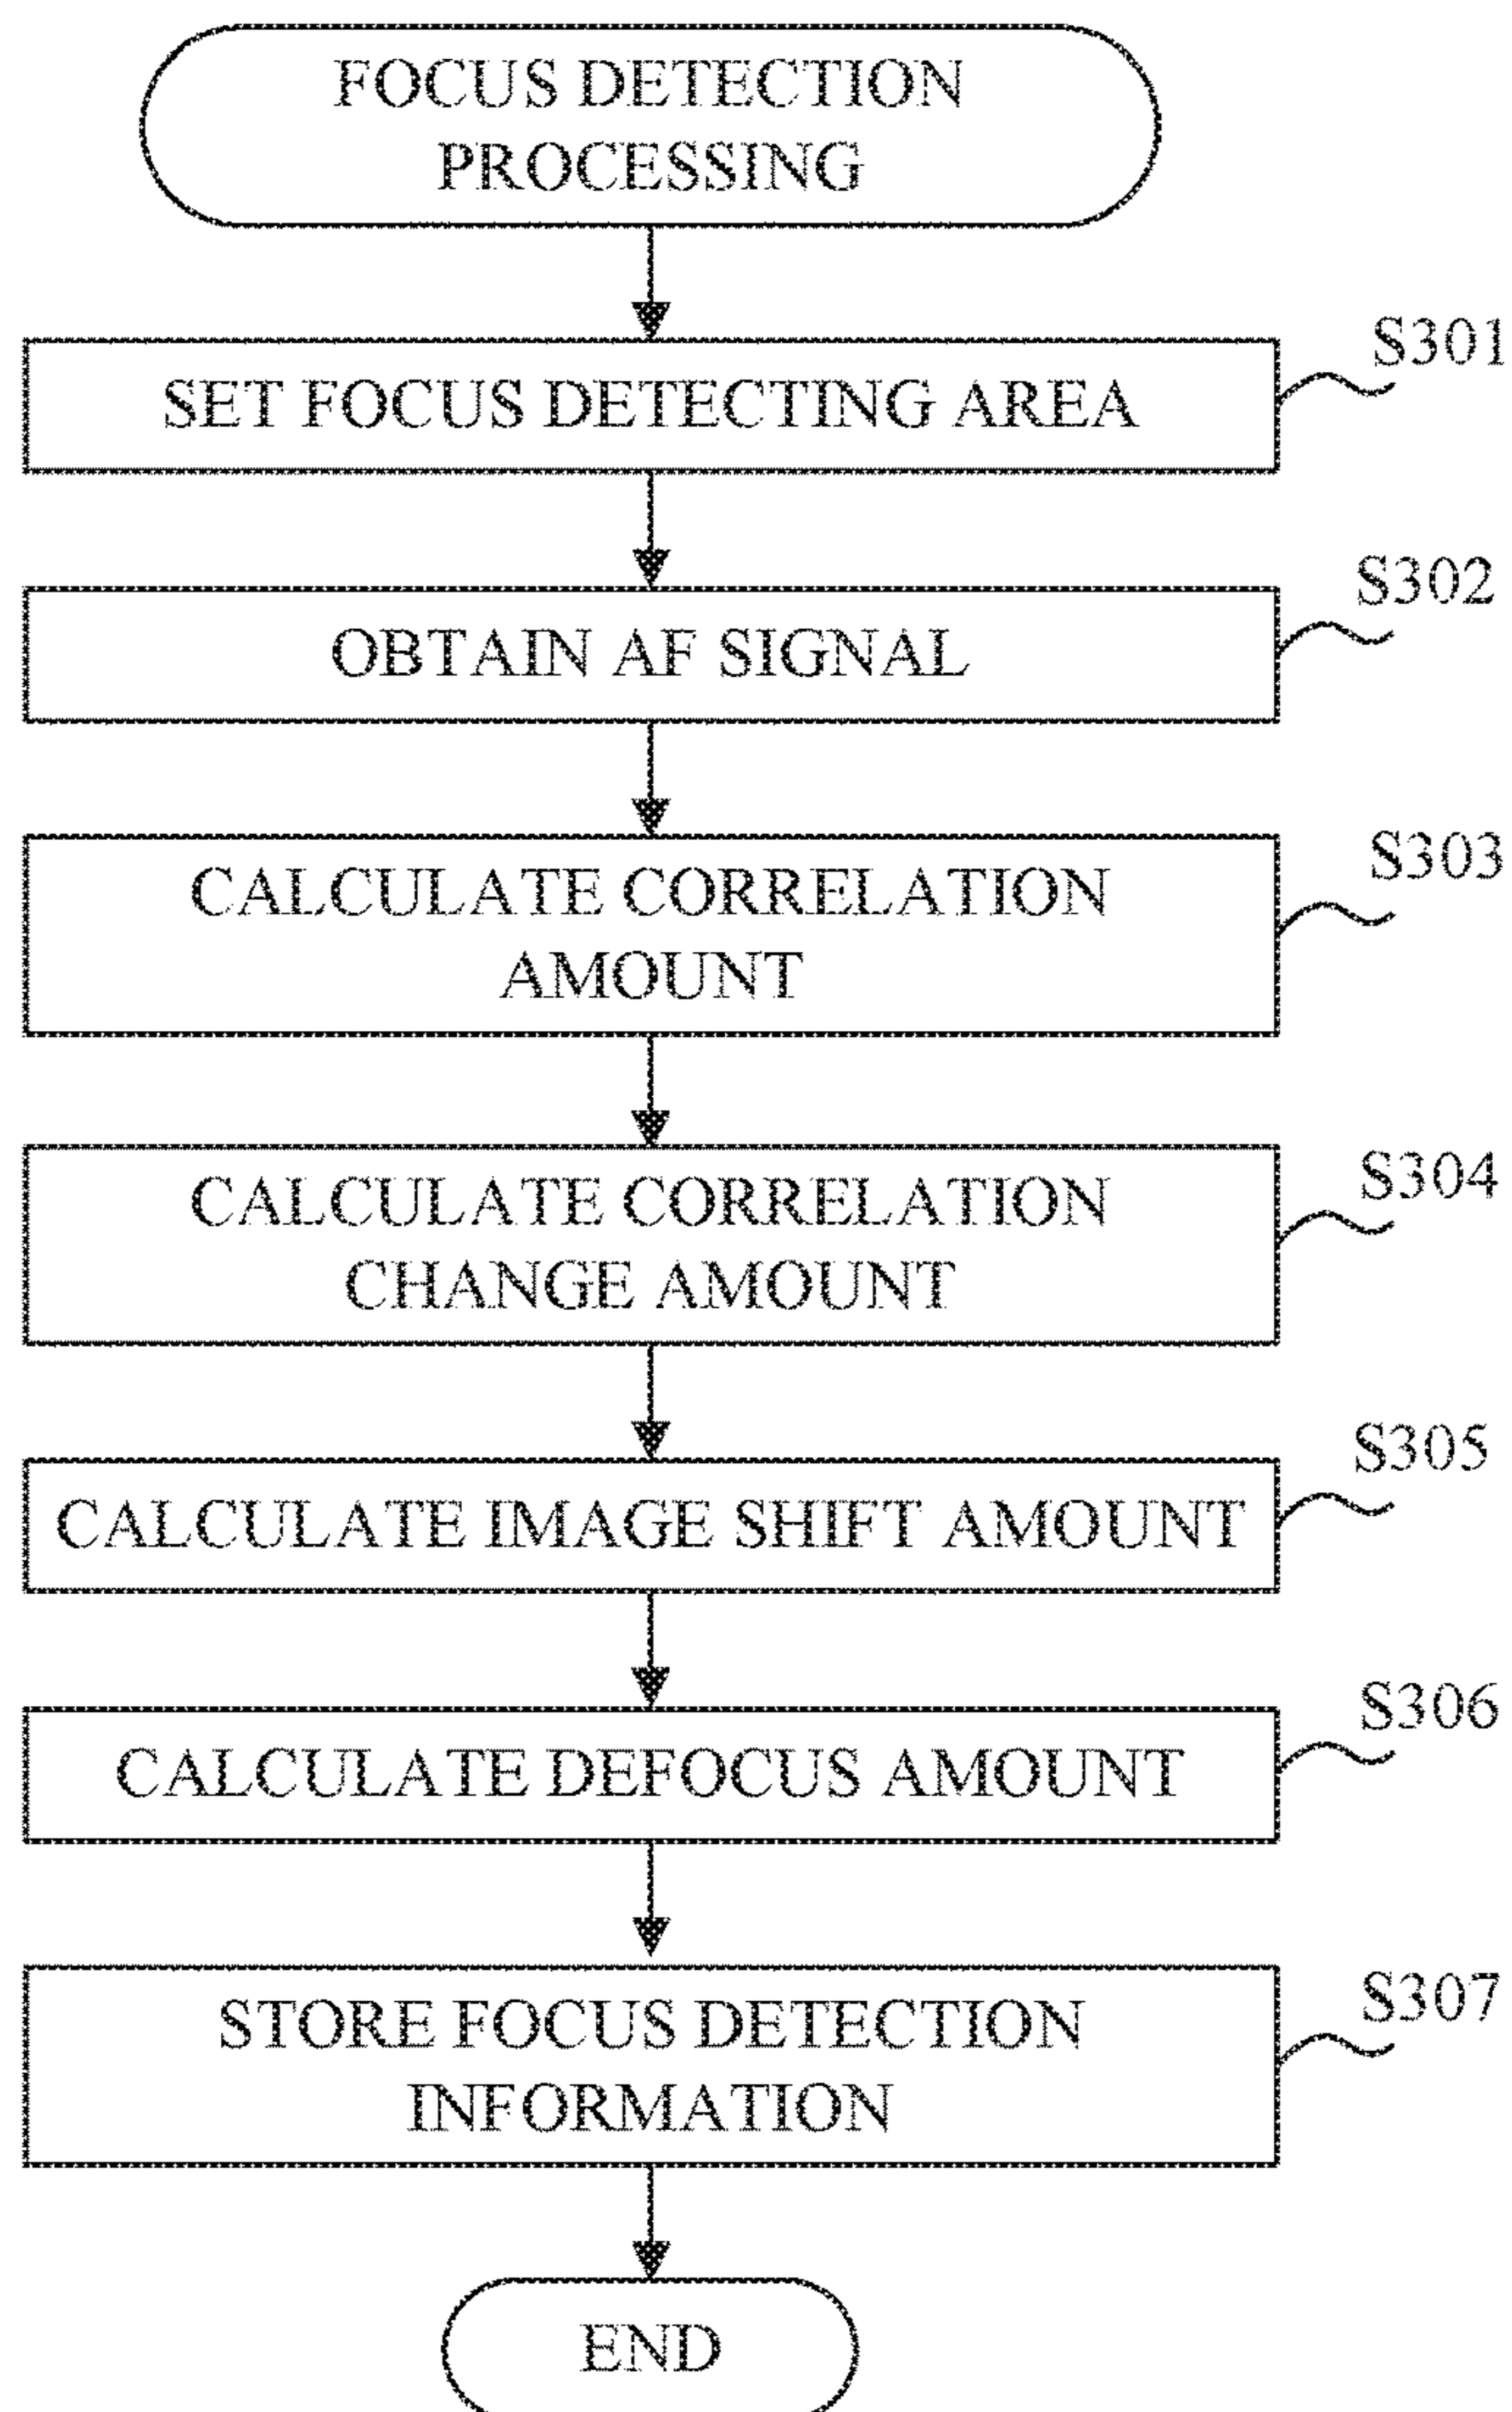 FOCUS DETECTION
PROCESSING
S301
SET FOCUS DETECTING AREA
S302
OBTAIN AF SIGNAL
S303
CALCULATE CORRELATION
AMOUNT
S304
CALCULATE CORRELATION
CHANGE AMOUNT
S305
CALCULATE IMAGE SHIFT AMOUNT
S306
CALCULATE DEFOCUS AMOUNT
S307
STORE FOCUS DETECTION
INFORMATION
END